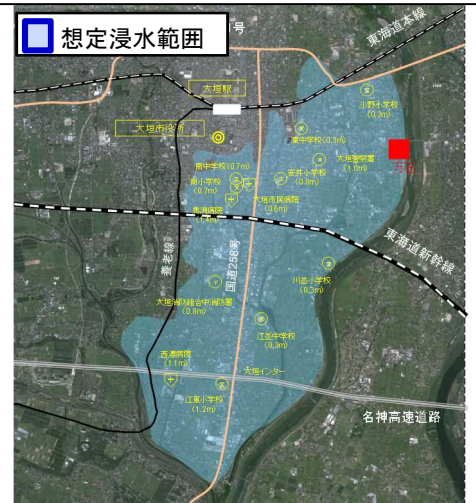 想定浸水範囲
号
東海道本線
大垣駅
小野小学校
(0.2m)
大垣市役所
東中学校(0.3m)
大垣警察署
(1.0m)
万石
南中学校(0.7m)
安井小学校
(0.8m)
南小学校
(0.7m)
大垣市民病院
(0.6m)
(1.4m)
東海道新幹線
養老線
国道258号
川並小学校
(0.3m)
大垣消防組合中消防署
(0.8m)
江並中学校
(0.3m)
西濃病院
(1.1m)
大垣インター
江東小学校
(1.2m)
名神高速道路